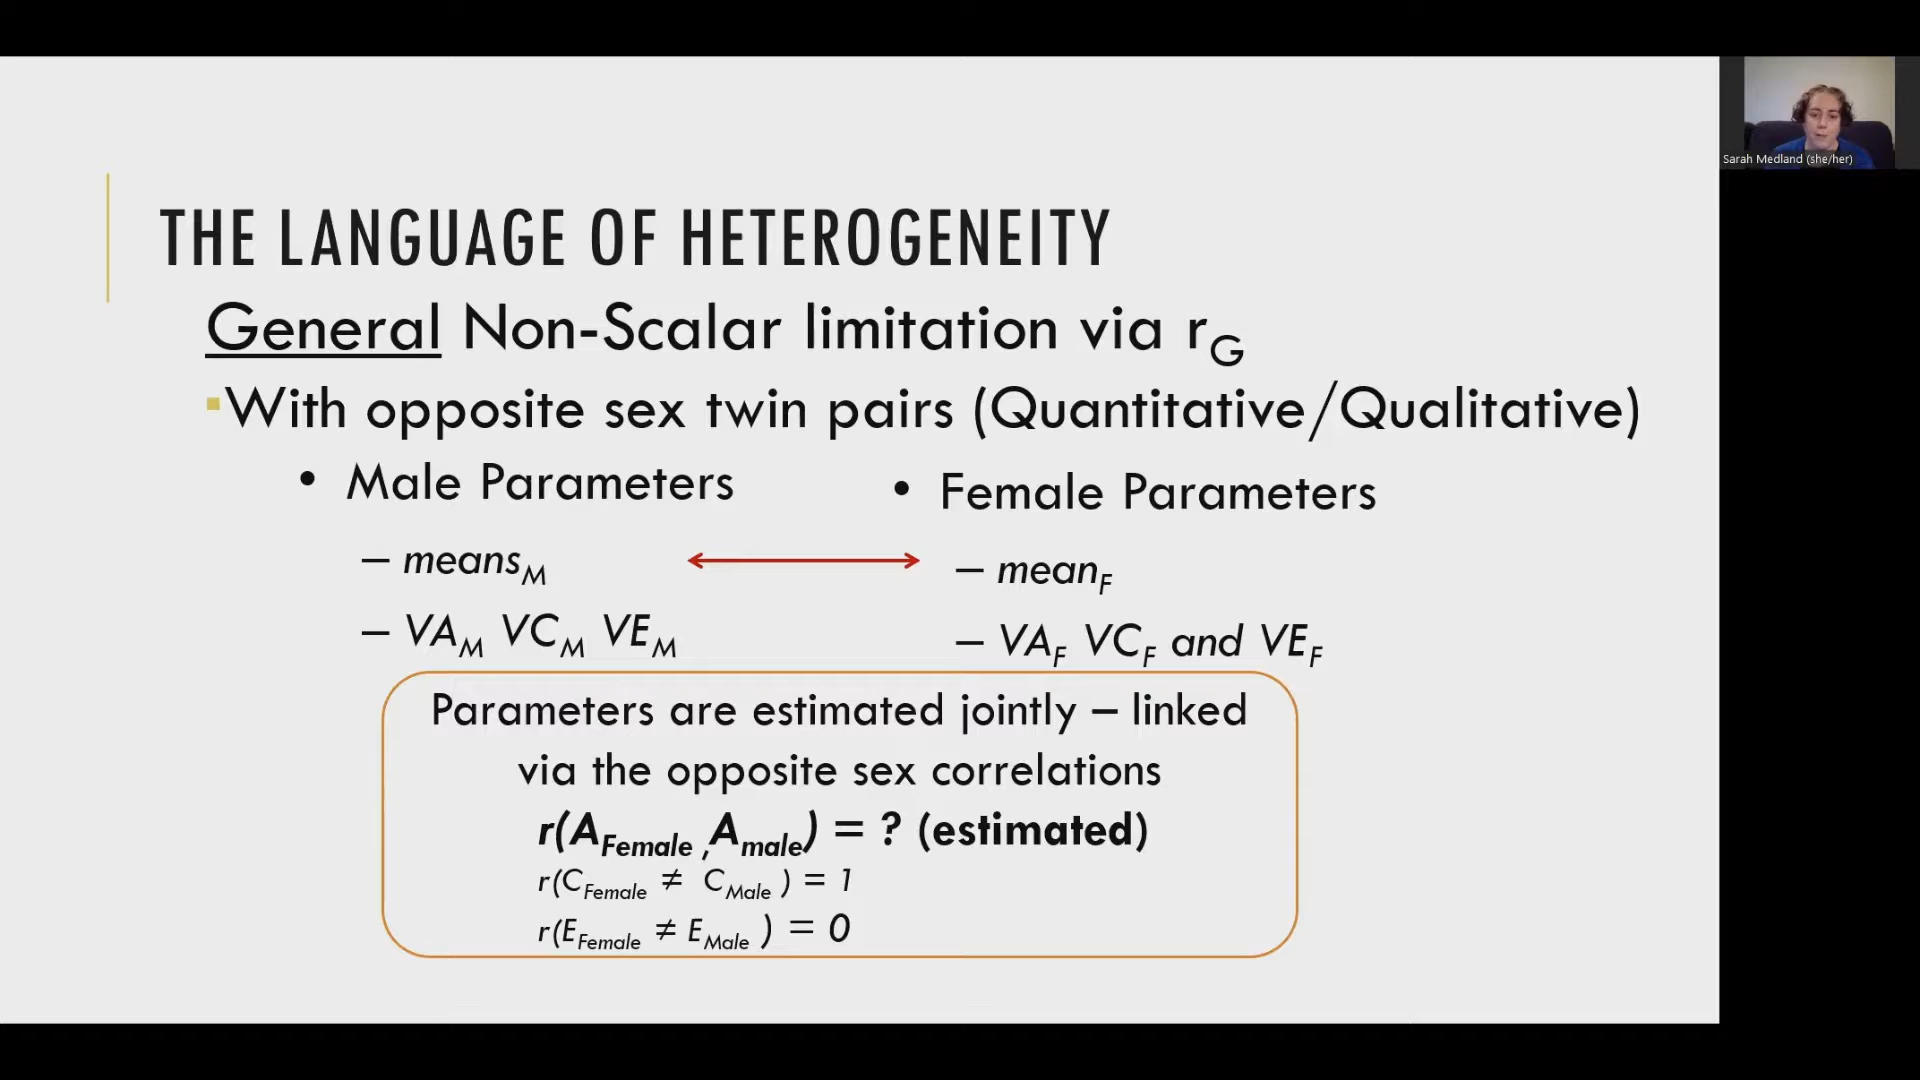 THE LANGUAGE OF HETEROGENEITY
General Non-Scalar limitation via rG
▪With opposite sex twin pairs (Quantitative/Qualitative)
• Male Parameters
– meansM
– VAM VCM VEM
• Female Parameters
– meanF
– VAF VCF and VEF
Parameters are estimated jointly – linked
via the opposite sex correlations
r(AFemale ,Amale) = ? (estimated)
r(CFemale ≠ CMale ) = 1
r(EFemale ≠ EMale ) = 0
Sarah Medland (she/her)